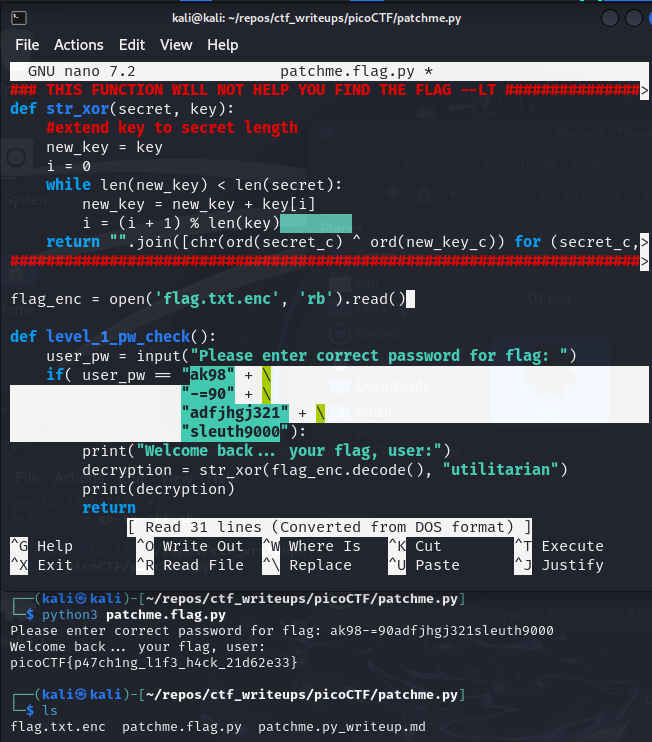 kali@kali: ~/repos/ctf_writeups/picoCTF/patchme.py
File Actions Edit View Help
GNU nano 7.2 patchme.flag.py *
### THIS FUNCTION WILL NOT HELP YOU FIND THE FLAG --LT ###############>
def str_xor(secret, key):
    #extend key to secret length
    new_key = key
    i = 0
    while len(new_key) < len(secret):
        new_key = new_key + key[i]
        i = (i + 1) % len(key)
    return "".join([chr(ord(secret_c) ^ ord(new_key_c)) for (secret_c,>
######################################################################>
flag_enc = open('flag.txt.enc', 'rb').read()
def level_1_pw_check():
    user_pw = input("Please enter correct password for flag: ")
    if( user_pw == "ak98" + \
                   "-=90" + \
                   "adfjhgj321" + \
                   "sleuth9000"):
        print("Welcome back... your flag, user:")
        decryption = str_xor(flag_enc.decode(), "utilitarian")
        print(decryption)
        return
[ Read 31 lines (Converted from DOS format) ]
^G Help ^O Write Out ^W Where Is ^K Cut ^T Execute
^X Exit ^R Read File ^\ Replace ^U Paste ^J Justify
┌──(kali㉿kali)-[~/repos/ctf_writeups/picoCTF/patchme.py]
└─$ python3 patchme.flag.py
Please enter correct password for flag: ak98-=90adfjhgj321sleuth9000
Welcome back... your flag, user:
picoCTF{p47ch1ng_l1f3_h4ck_21d62e33}
┌──(kali㉿kali)-[~/repos/ctf_writeups/picoCTF/patchme.py]
└─$ ls
flag.txt.enc patchme.flag.py patchme.py_writeup.md